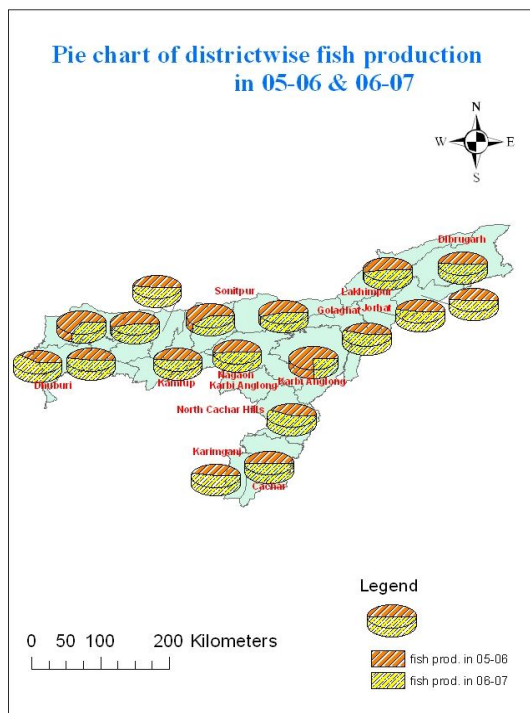 Pie chart of districtwise fish production
in 05-06 & 06-07
N
W E
S
Dibrugarh
Sonitpur
Lakhimpur
Golaghat Jorhat
Dhuburi
Kamrup
Nagaon
Karbi Anglong
Karbi Anglong
North Cachar Hills
Karimganj
Cachar
Legend
0 50 100 200 Kilometers
fish prod. in 05-06
fish prod. in 06-07